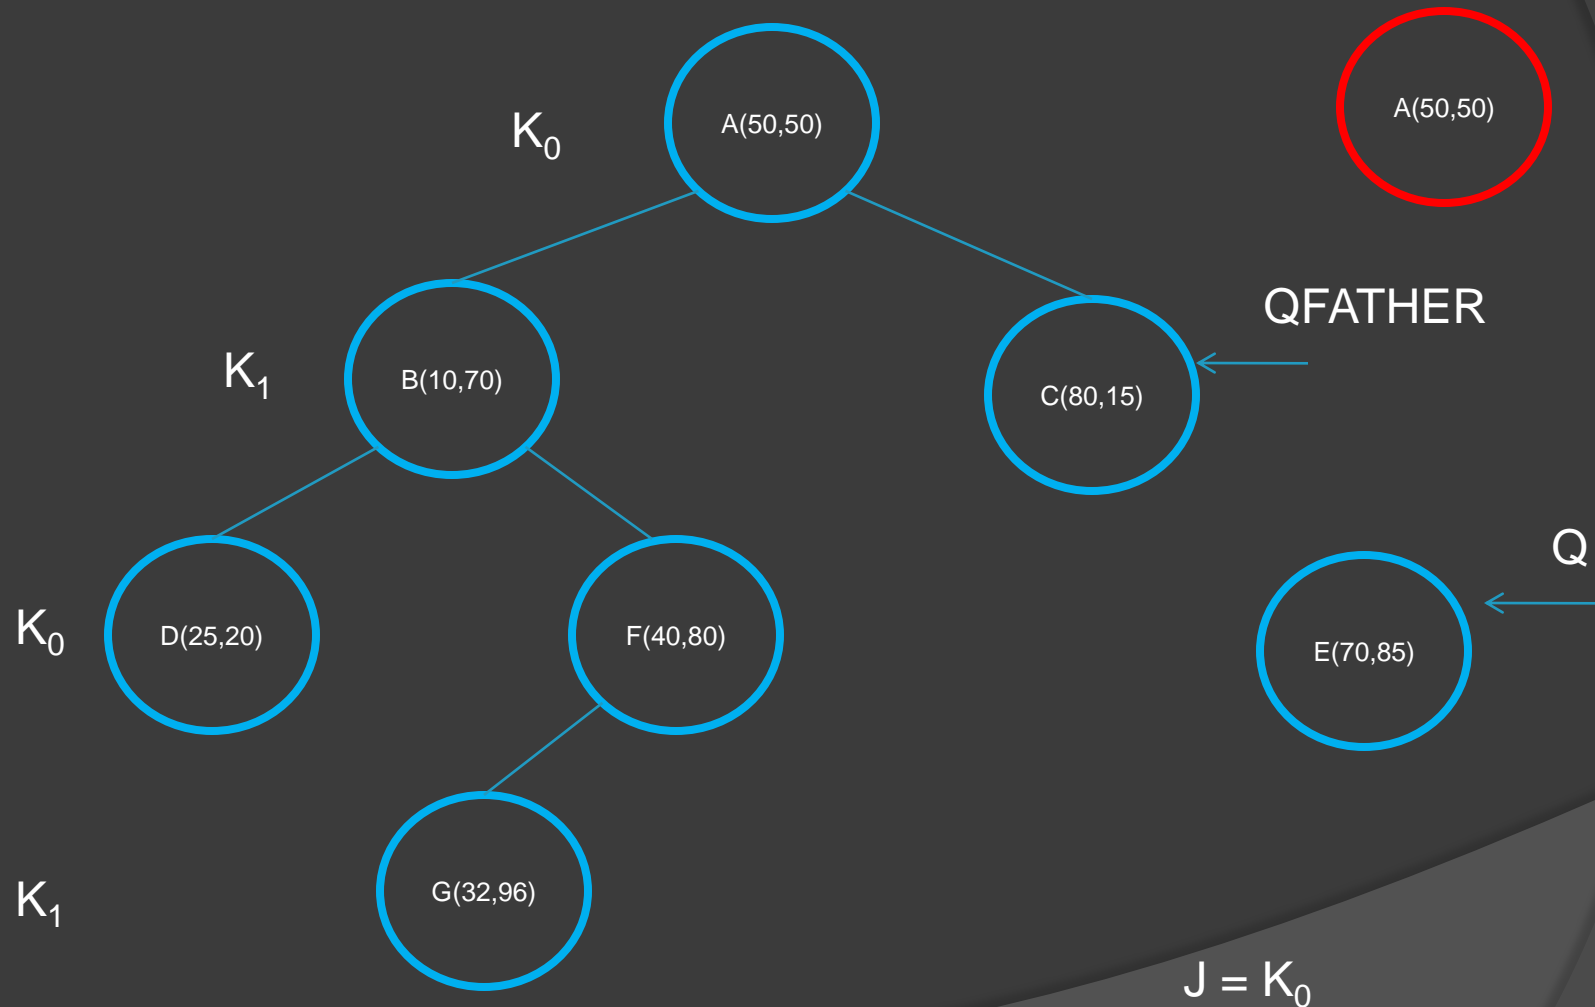 A(50,50)
A(50,50)
K₀
QFATHER
K₁
B(10,70)
C(80,15)
Q
K₀
D(25,20)
F(40,80)
E(70,85)
K₁
G(32,96)
J = K₀